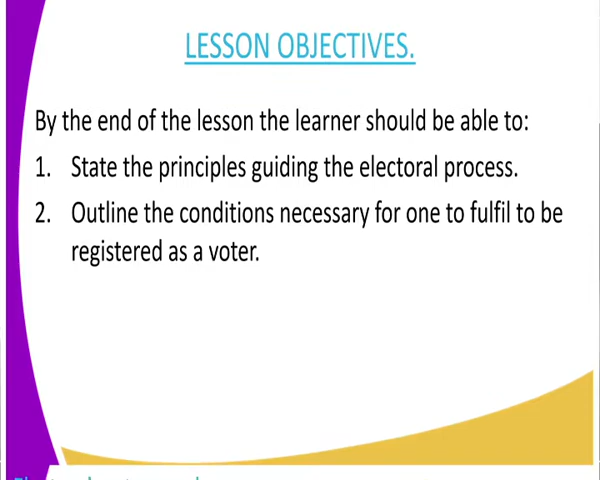 LESSON OBJECTIVES.
By the end of the lesson the learner should be able to:
1. State the principles guiding the electoral process.
2. Outline the conditions necessary for one to fulfil to be
registered as a voter.